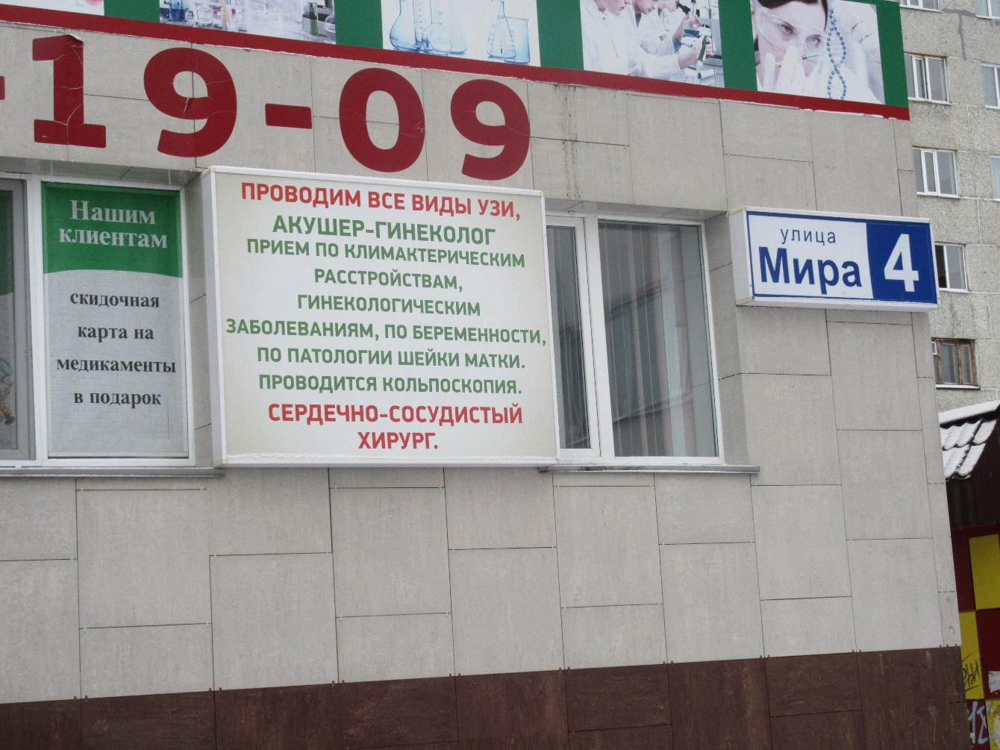 -19-09
Нашим
клиентам
скидочная
карта на
медикаменты
в подарок
ПРОВОДИМ ВСЕ ВИДЫ УЗИ,
АКУШЕР-ГИНЕКОЛОГ
ПРИЕМ ПО КЛИМАКТЕРИЧЕСКИМ
РАССТРОЙСТВАМ,
ГИНЕКОЛОГИЧЕСКИМ
ЗАБОЛЕВАНИЯМ, ПО БЕРЕМЕННОСТИ,
ПО ПАТОЛОГИИ ШЕЙКИ МАТКИ.
ПРОВОДИТСЯ КОЛЬПОСКОПИЯ.
СЕРДЕЧНО-СОСУДИСТЫЙ
ХИРУРГ.
улица
Мира 4